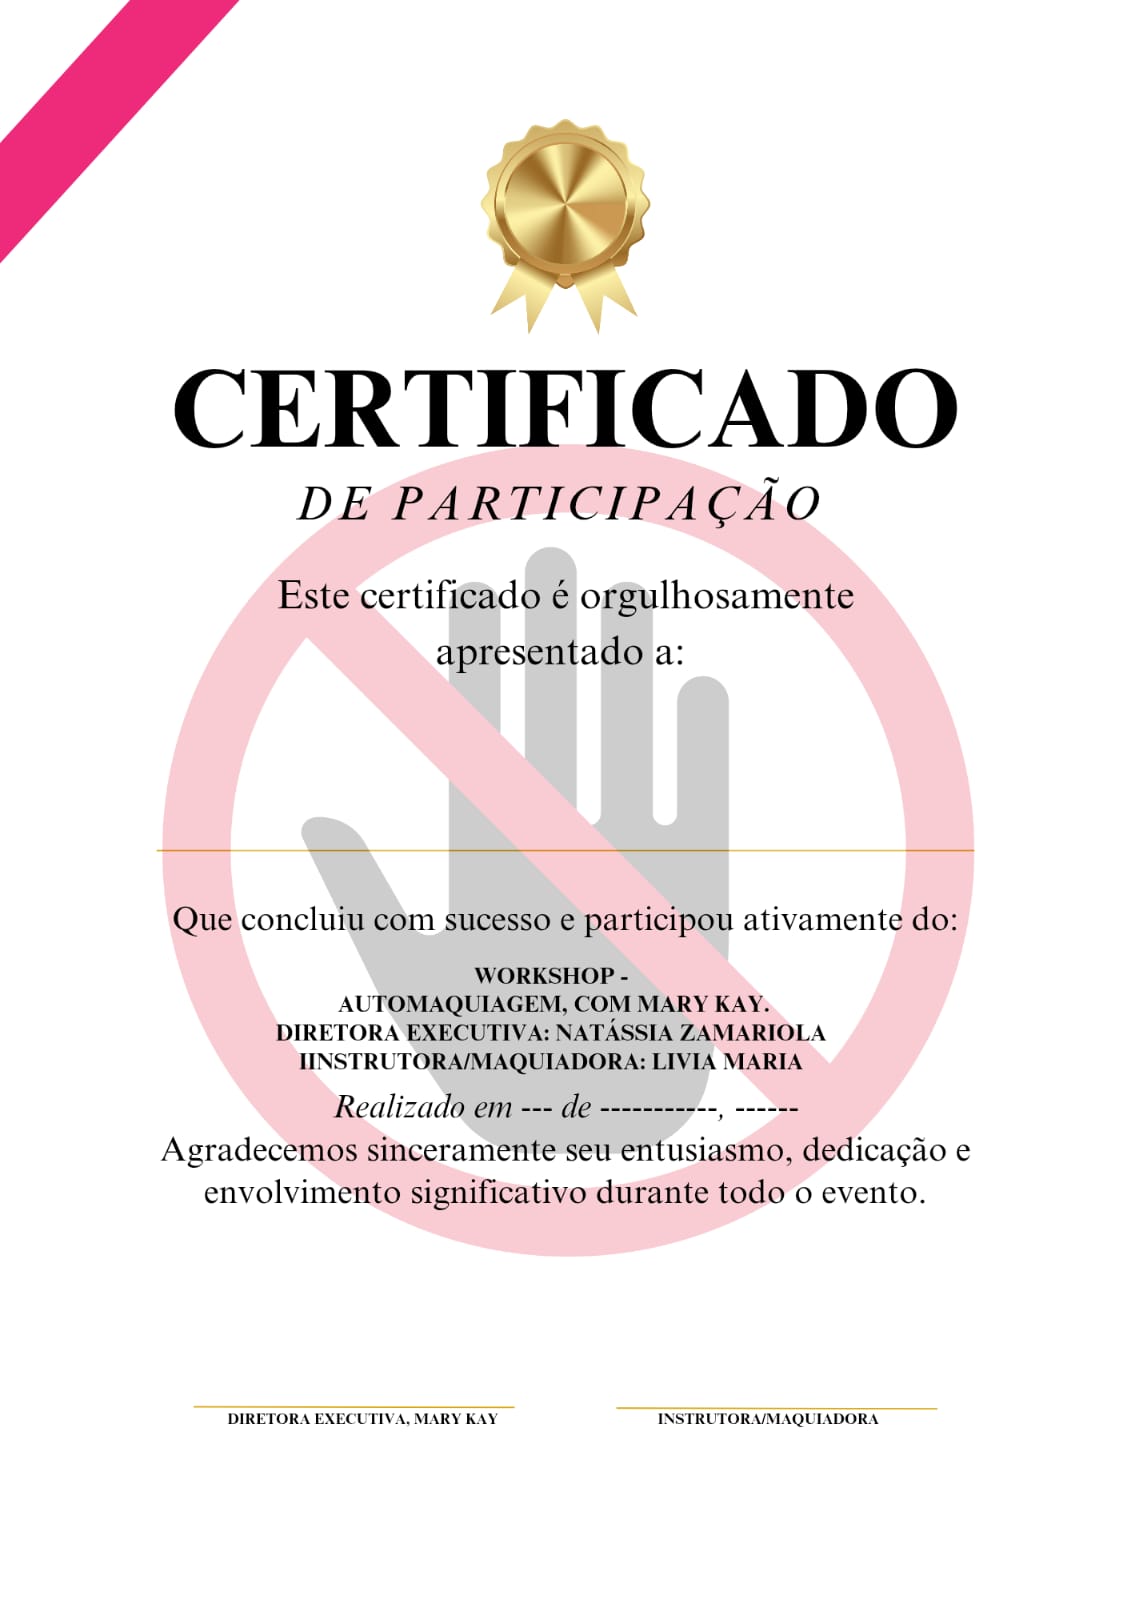 CERTIFICADO
DE PARTICIPAÇÃO
Este certificado é orgulhosamente
apresentado a:
Que concluiu com sucesso e participou ativamente do:
WORKSHOP -
AUTOMAQUIAGEM, COM MARY KAY.
DIRETORA EXECUTIVA: NATÁSSIA ZAMARIOLA
IINSTRUTORA/MAQUIADORA: LIVIA MARIA
Realizado em --- de -----------, ------
Agradecemos sinceramente seu entusiasmo, dedicação e
envolvimento significativo durante todo o evento.
DIRETORA EXECUTIVA, MARY KAY
INSTRUTORA/MAQUIADORA